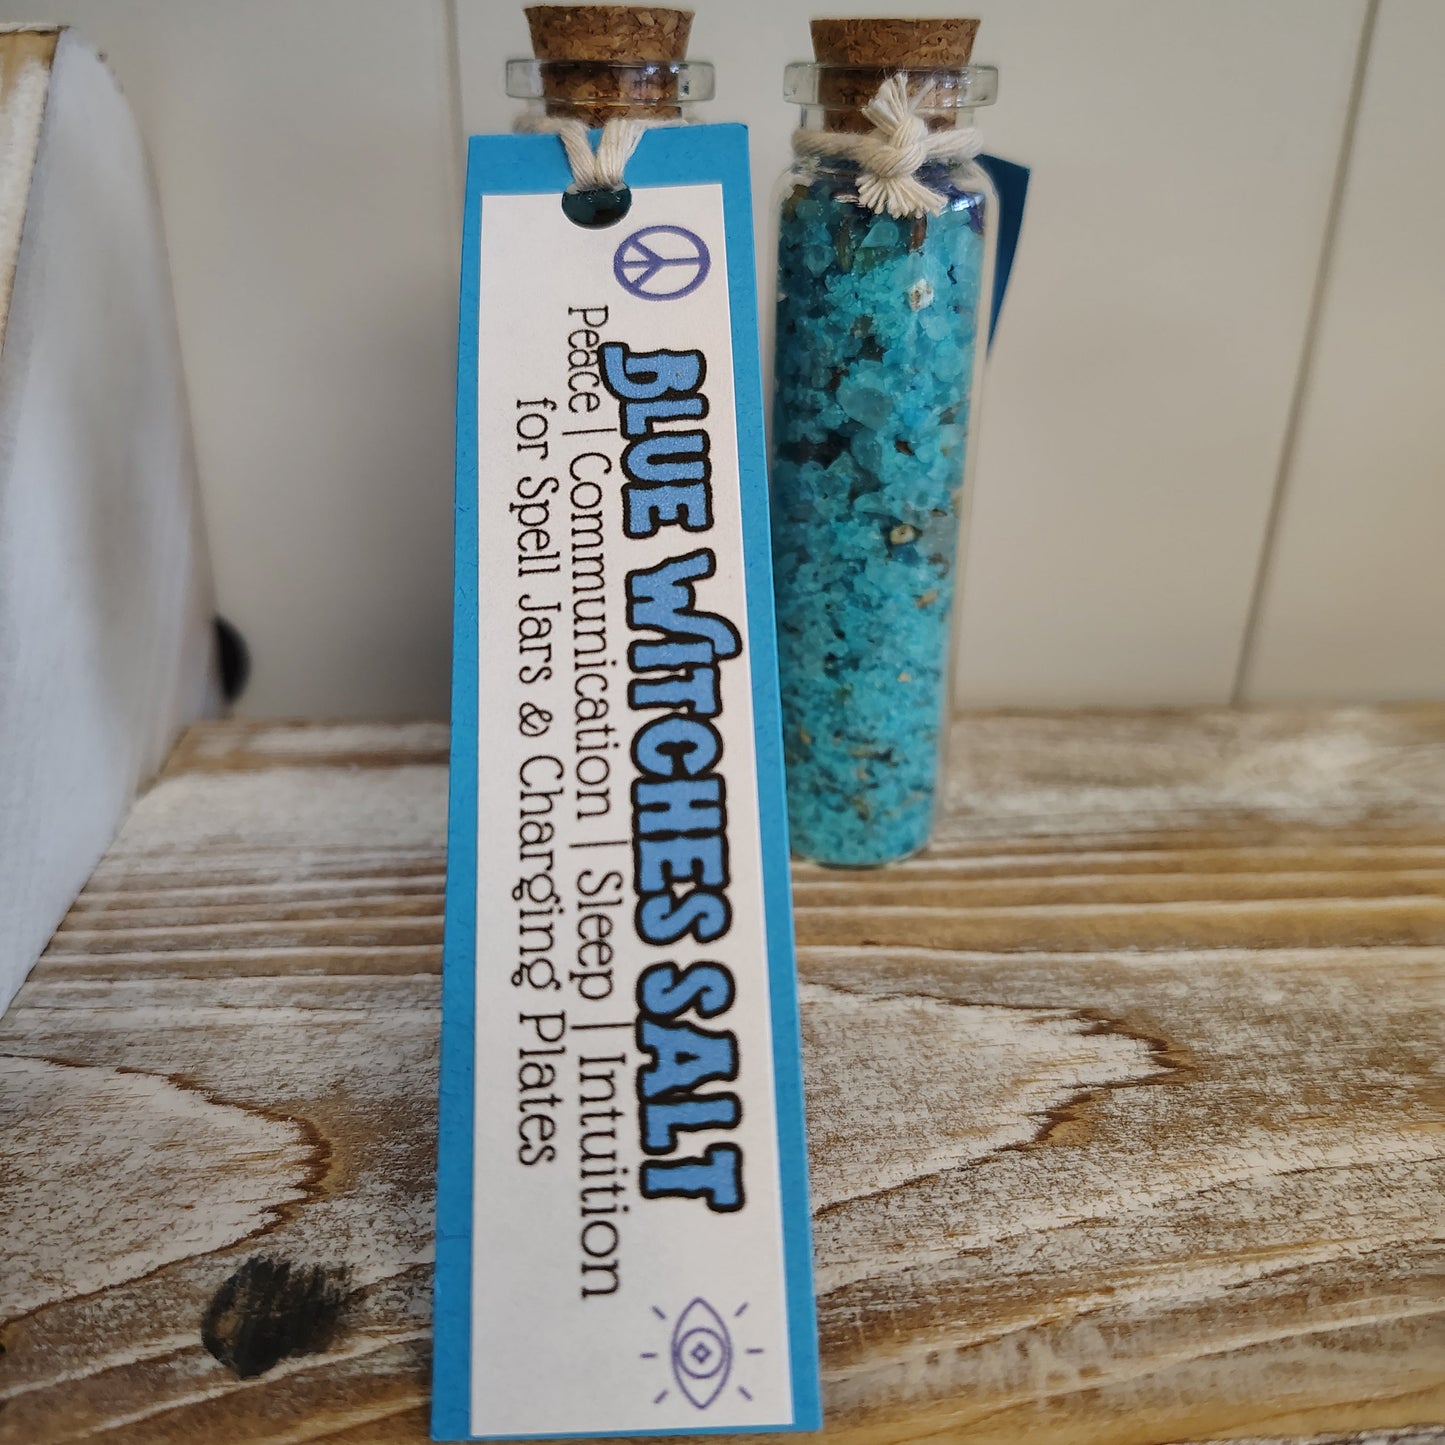 BLUE WITCHES SALT
Peace | Communication | Sleep | Intuition
for Spell Jars & Charging Plates